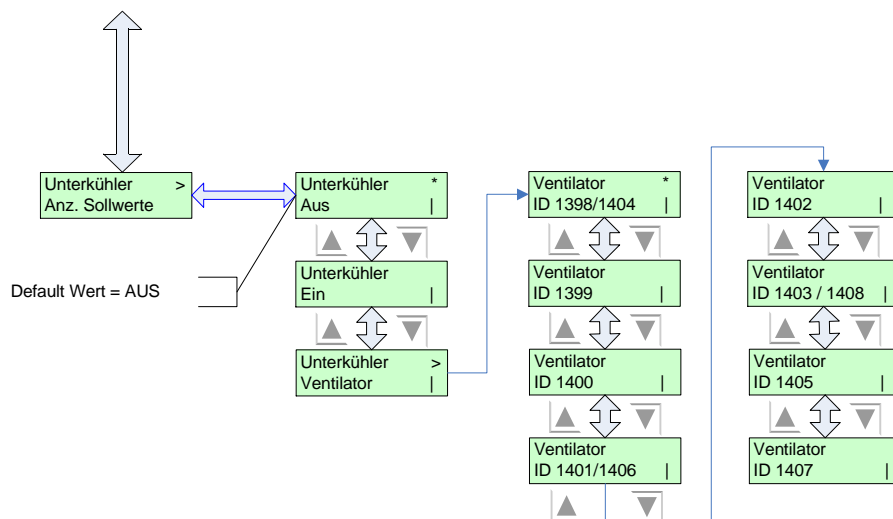 Unterkühler >
Anz. Sollwerte
Default Wert = AUS
Unterkühler *
Aus |
Unterkühler
Ein |
Unterkühler >
Ventilator |
Ventilator *
ID 1398/1404 |
Ventilator
ID 1399 |
Ventilator
ID 1400 |
Ventilator
ID 1401/1406 |
Ventilator
ID 1402 |
Ventilator
ID 1403 / 1408 |
Ventilator
ID 1405 |
Ventilator
ID 1407 |